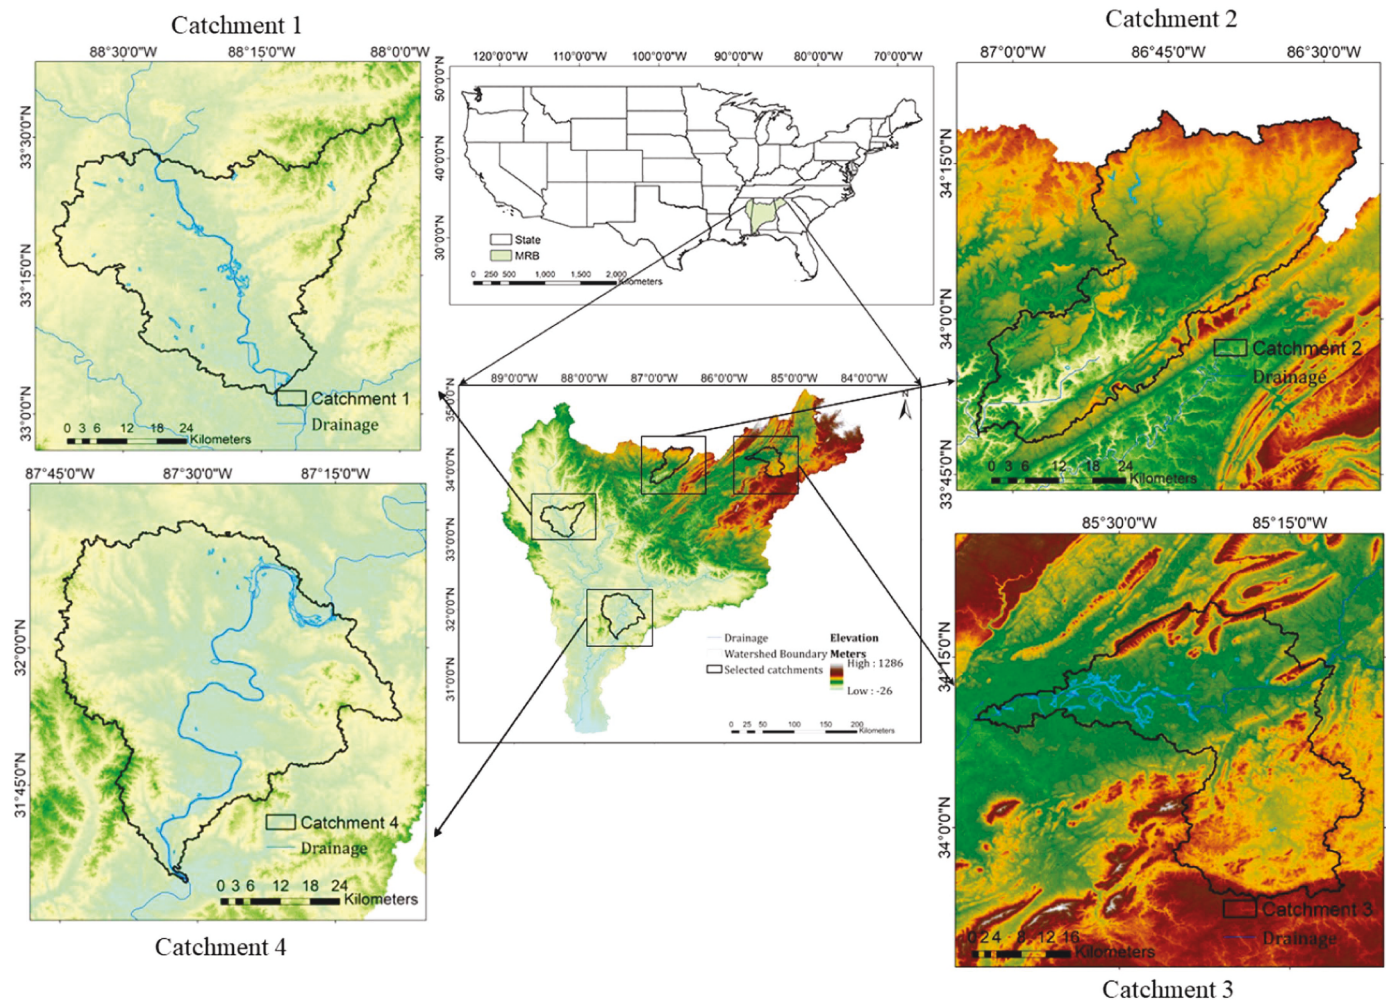 Catchment 1
88°30'0"W 88°15'0"W 88°0'0"W
33°30'0"N
33°15'0"N
33°0'0"N
Catchment 1
Drainage
0 3 6 12 18 24
Kilometers
120°0'0"W 110°0'0"W 100°0'0"W 90°0'0"W 80°0'0"W 70°0'0"W
50°0'0"N
40°0'0"N
30°0'0"N
State
MRB
0 250 500 1,000 1,500 2,000
Kilometers
Catchment 2
87°0'0"W 86°45'0"W 86°30'0"W
34°15'0"N
34°0'0"N
33°45'0"N
Catchment 2
Drainage
0 3 6 12 18 24
Kilometers
89°0'0"W 88°0'0"W 87°0'0"W 86°0'0"W 85°0'0"W 84°0'0"W
35°0'0"N
34°0'0"N
33°0'0"N
32°0'0"N
31°0'0"N
N
Drainage
Watershed Boundary
Selected catchments
Elevation
Meters
High : 1286
Low : -26
0 25 50 100 150 200
Kilometers
87°45'0"W 87°30'0"W 87°15'0"W
32°0'0"N
31°45'0"N
Catchment 4
Drainage
0 3 6 12 18 24
Kilometers
Catchment 4
85°30'0"W 85°15'0"W
34°15'0"N
34°0'0"N
Catchment 3
Drainage
0 2 4 8 12 16
Kilometers
Catchment 3